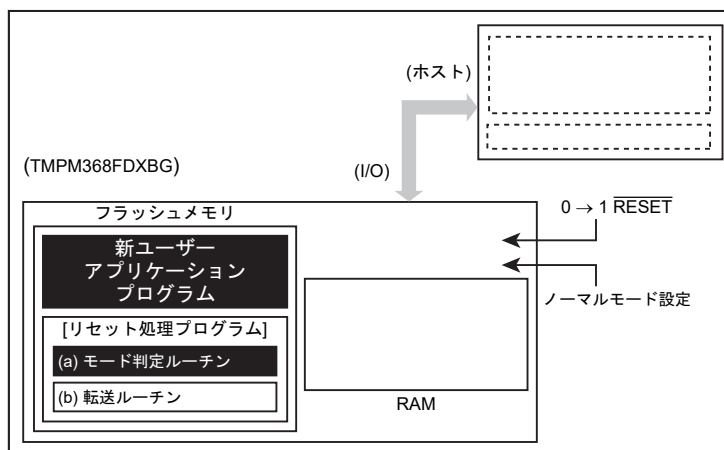 (ホスト)
(TMPM368FDXBG)
(I/O)
フラッシュメモリ
0 → 1 RESET
新ユーザー
アプリケーション
プログラム
ノーマルモード設定
[リセット処理プログラム]
(a) モード判定ルーチン
(b) 転送ルーチン
RAM